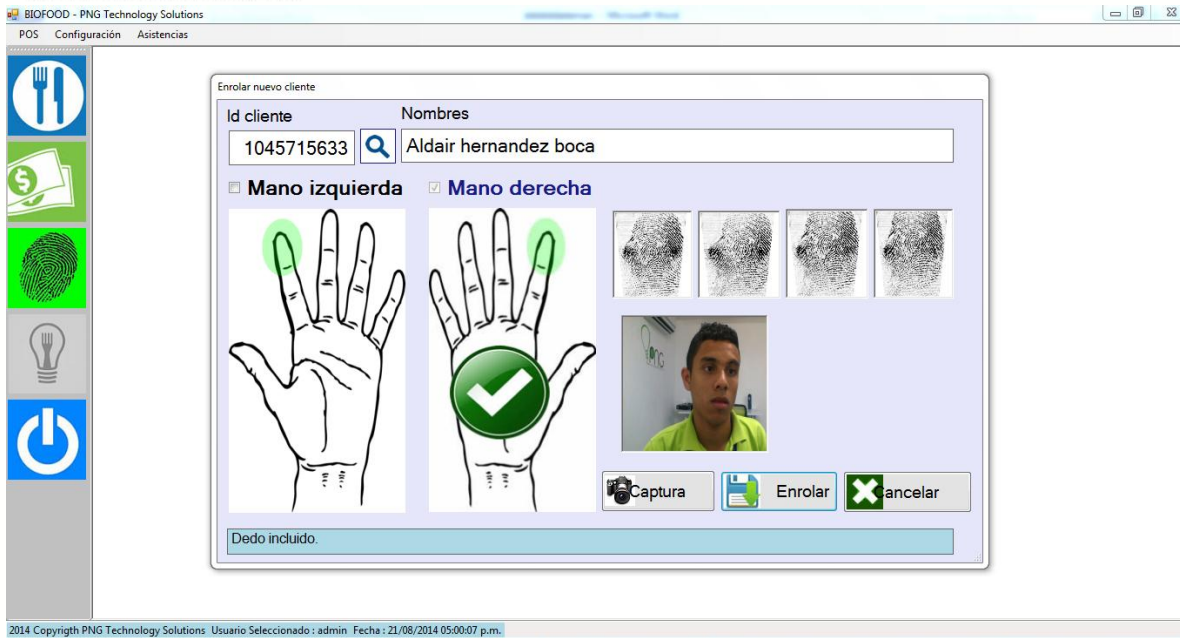 BIOFOOD - PNG Technology Solutions
POS Configuración Asistencias
Enrolar nuevo cliente
Id cliente Nombres
1045715633 Aldair hernandez boca
Mano izquierda Mano derecha
png
Captura Enrolar Cancelar
Dedo incluido.
2014 Copyrigth PNG Technology Solutions Usuario Seleccionado : admin Fecha : 21/08/2014 05:00:07 p.m.